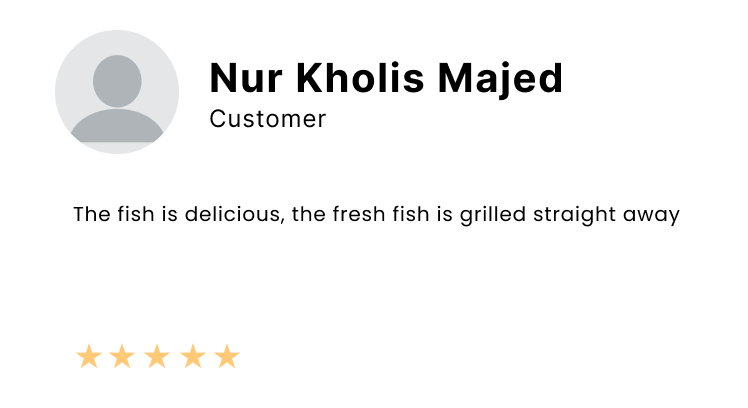 Nur Kholis Majed
Customer
The fish is delicious, the fresh fish is grilled straight away